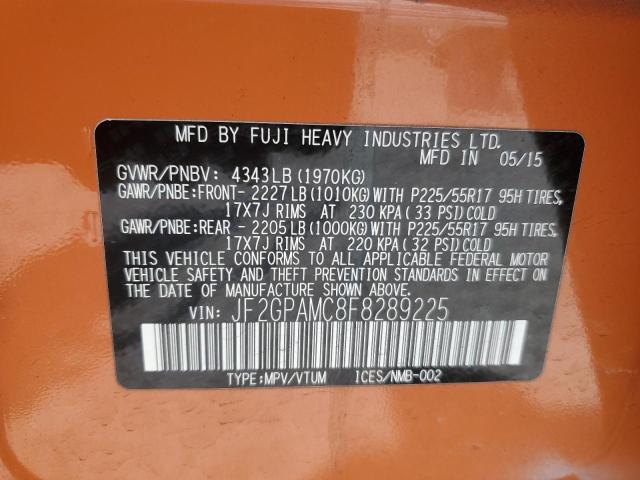 MFD BY FUJI HEAVY INDUSTRIES LTD.
MFD IN 05/15
GVWR/PNBV: 4343LB (1970KG)
GAWR/PNBE:FRONT- 2227LB(1010KG)WITH P225/55R17 95H TIRES,
17X7J RIMS AT 230 KPA( 33 PSI)COLD
GAWR/PNBE:REAR - 2205LB(1000KG)WITH P225/55R17 95H TIRES,
17X7J RIMS AT 220 KPA( 32 PSI)COLD
THIS VEHICLE CONFORMS TO ALL APPLICABLE FEDERAL MOTOR
VEHICLE SAFETY AND THEFT PREVENTION STANDARDS IN EFFECT
ON THE DATE OF MANUFACTURE SHOWN ABOVE.
VIN: JF2GPAMC8F8289225
TYPE:MPV/VTUM ICES/NMB-002